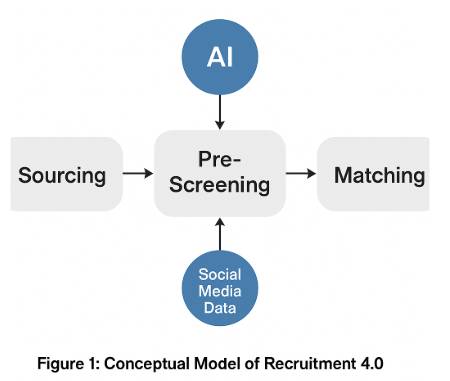 AI
Sourcing
Pre-
Screening
Matching
Social
Media
Data
Figure 1: Conceptual Model of Recruitment 4.0